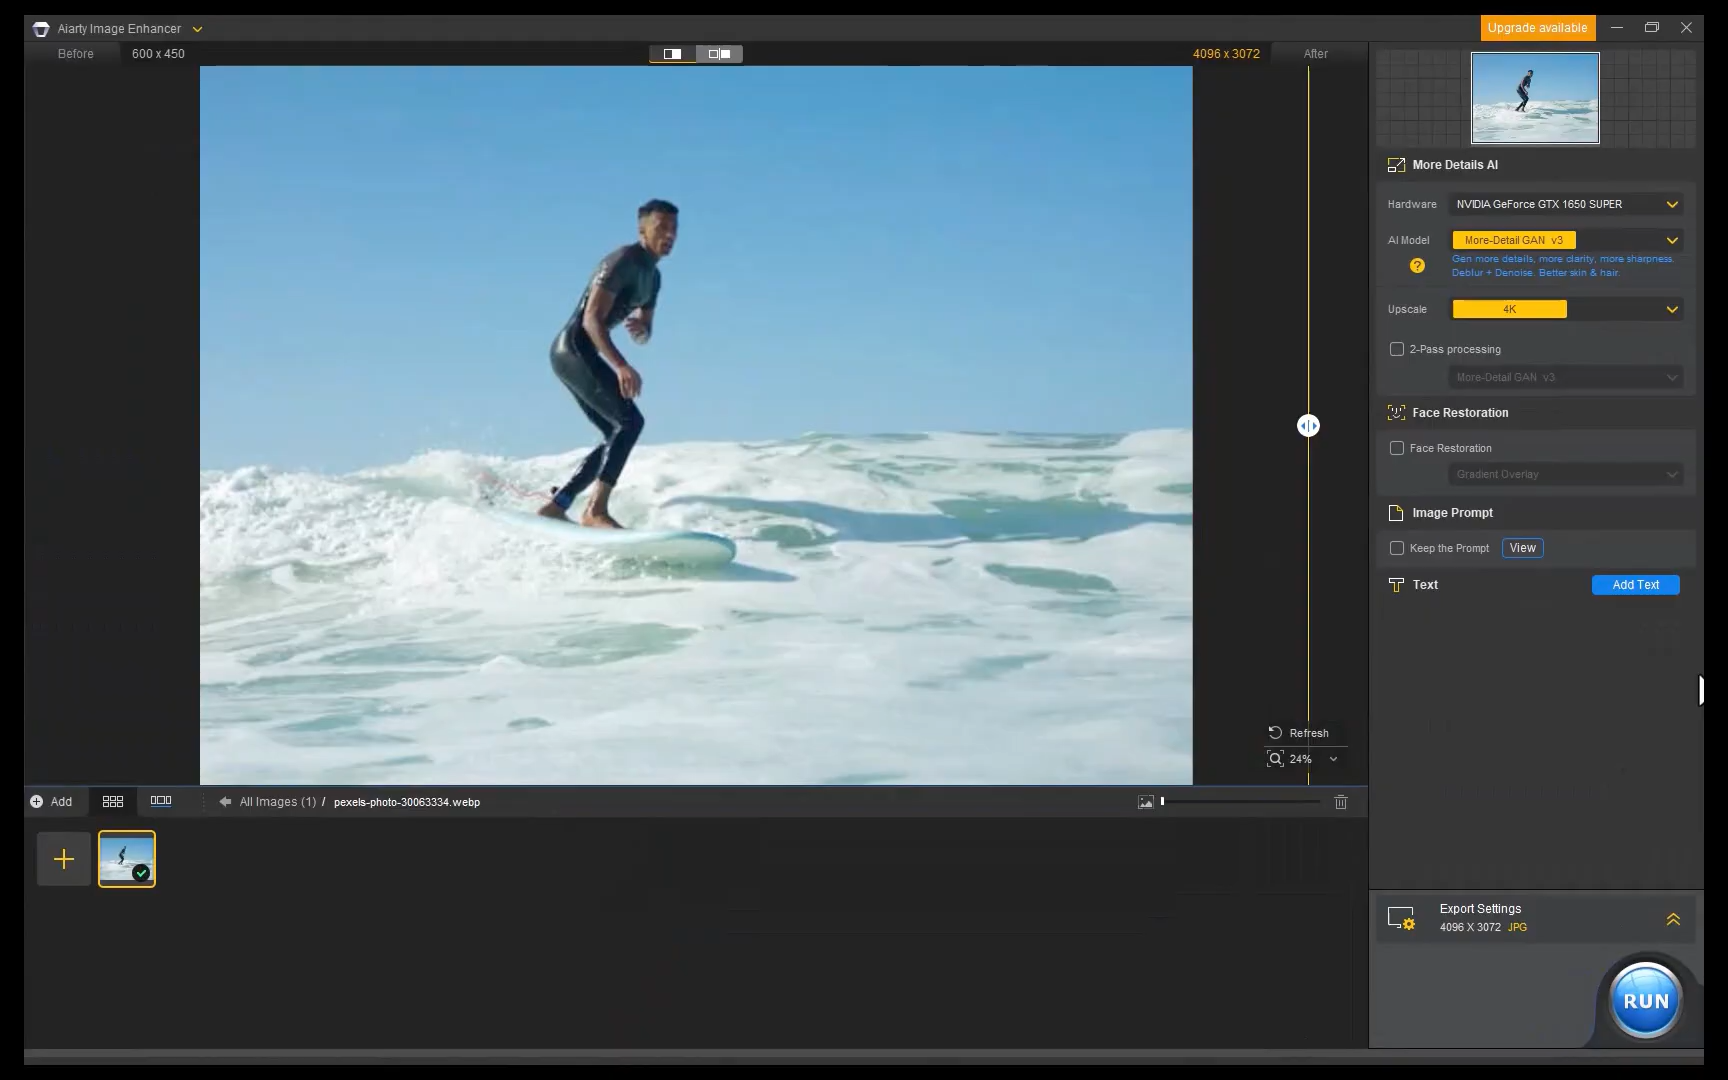 Aiarty Image Enhancer
Upgrade available
Before
600 x 450
4096 x 3072
After
More Details AI
Hardware
NVIDIA GeForce GTX 1650 SUPER
AI Model
More-Detail GAN v3
Gen more details, more clarity, more sharpness.
Deblur + Denoise. Better skin & hair.
Upscale
4K
2-Pass processing
More-Detail GAN v3
Face Restoration
Face Restoration
Gradient Overlay
Image Prompt
Keep the Prompt
View
Text
Add Text
Refresh
24%
Add
All Images (1) / pexels-photo-30063334.webp
Export Settings
4096 X 3072 JPG
RUN